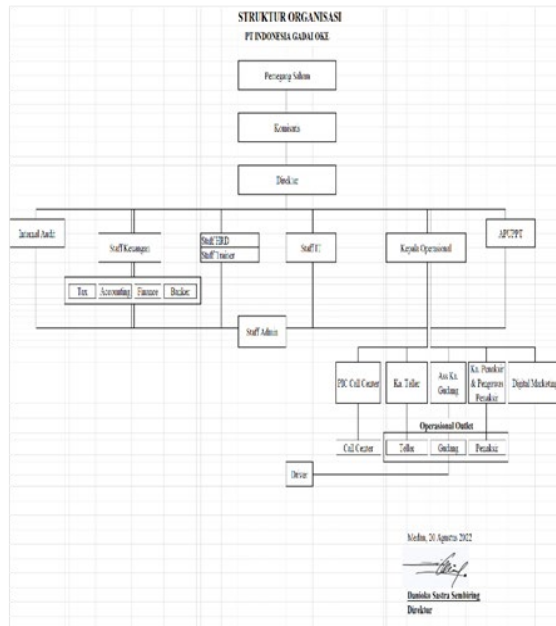 STRUKTUR ORGANISASI
PT INDONESIA GADAI OKE
Pemegang Saham
Komisaris
Direktur
Internal Audit
Staff Keuangan
Staff HRD
Staff Trainer
Staff IT
Kepala Operasional
APUPPT
Tax
Accounting
Finance
Banker
Staff Admin
PIC Call Center
Ka. Teller
Ass Ka.
Gudang
Ka. Penaksir
& Pengawas
Penaksir
Digital Marketing
Operasional Outlet
Call Center
Teller
Gudang
Penaksir
Driver
Medan, 20 Agustus 2022
Sastra Sembiring
Direktur